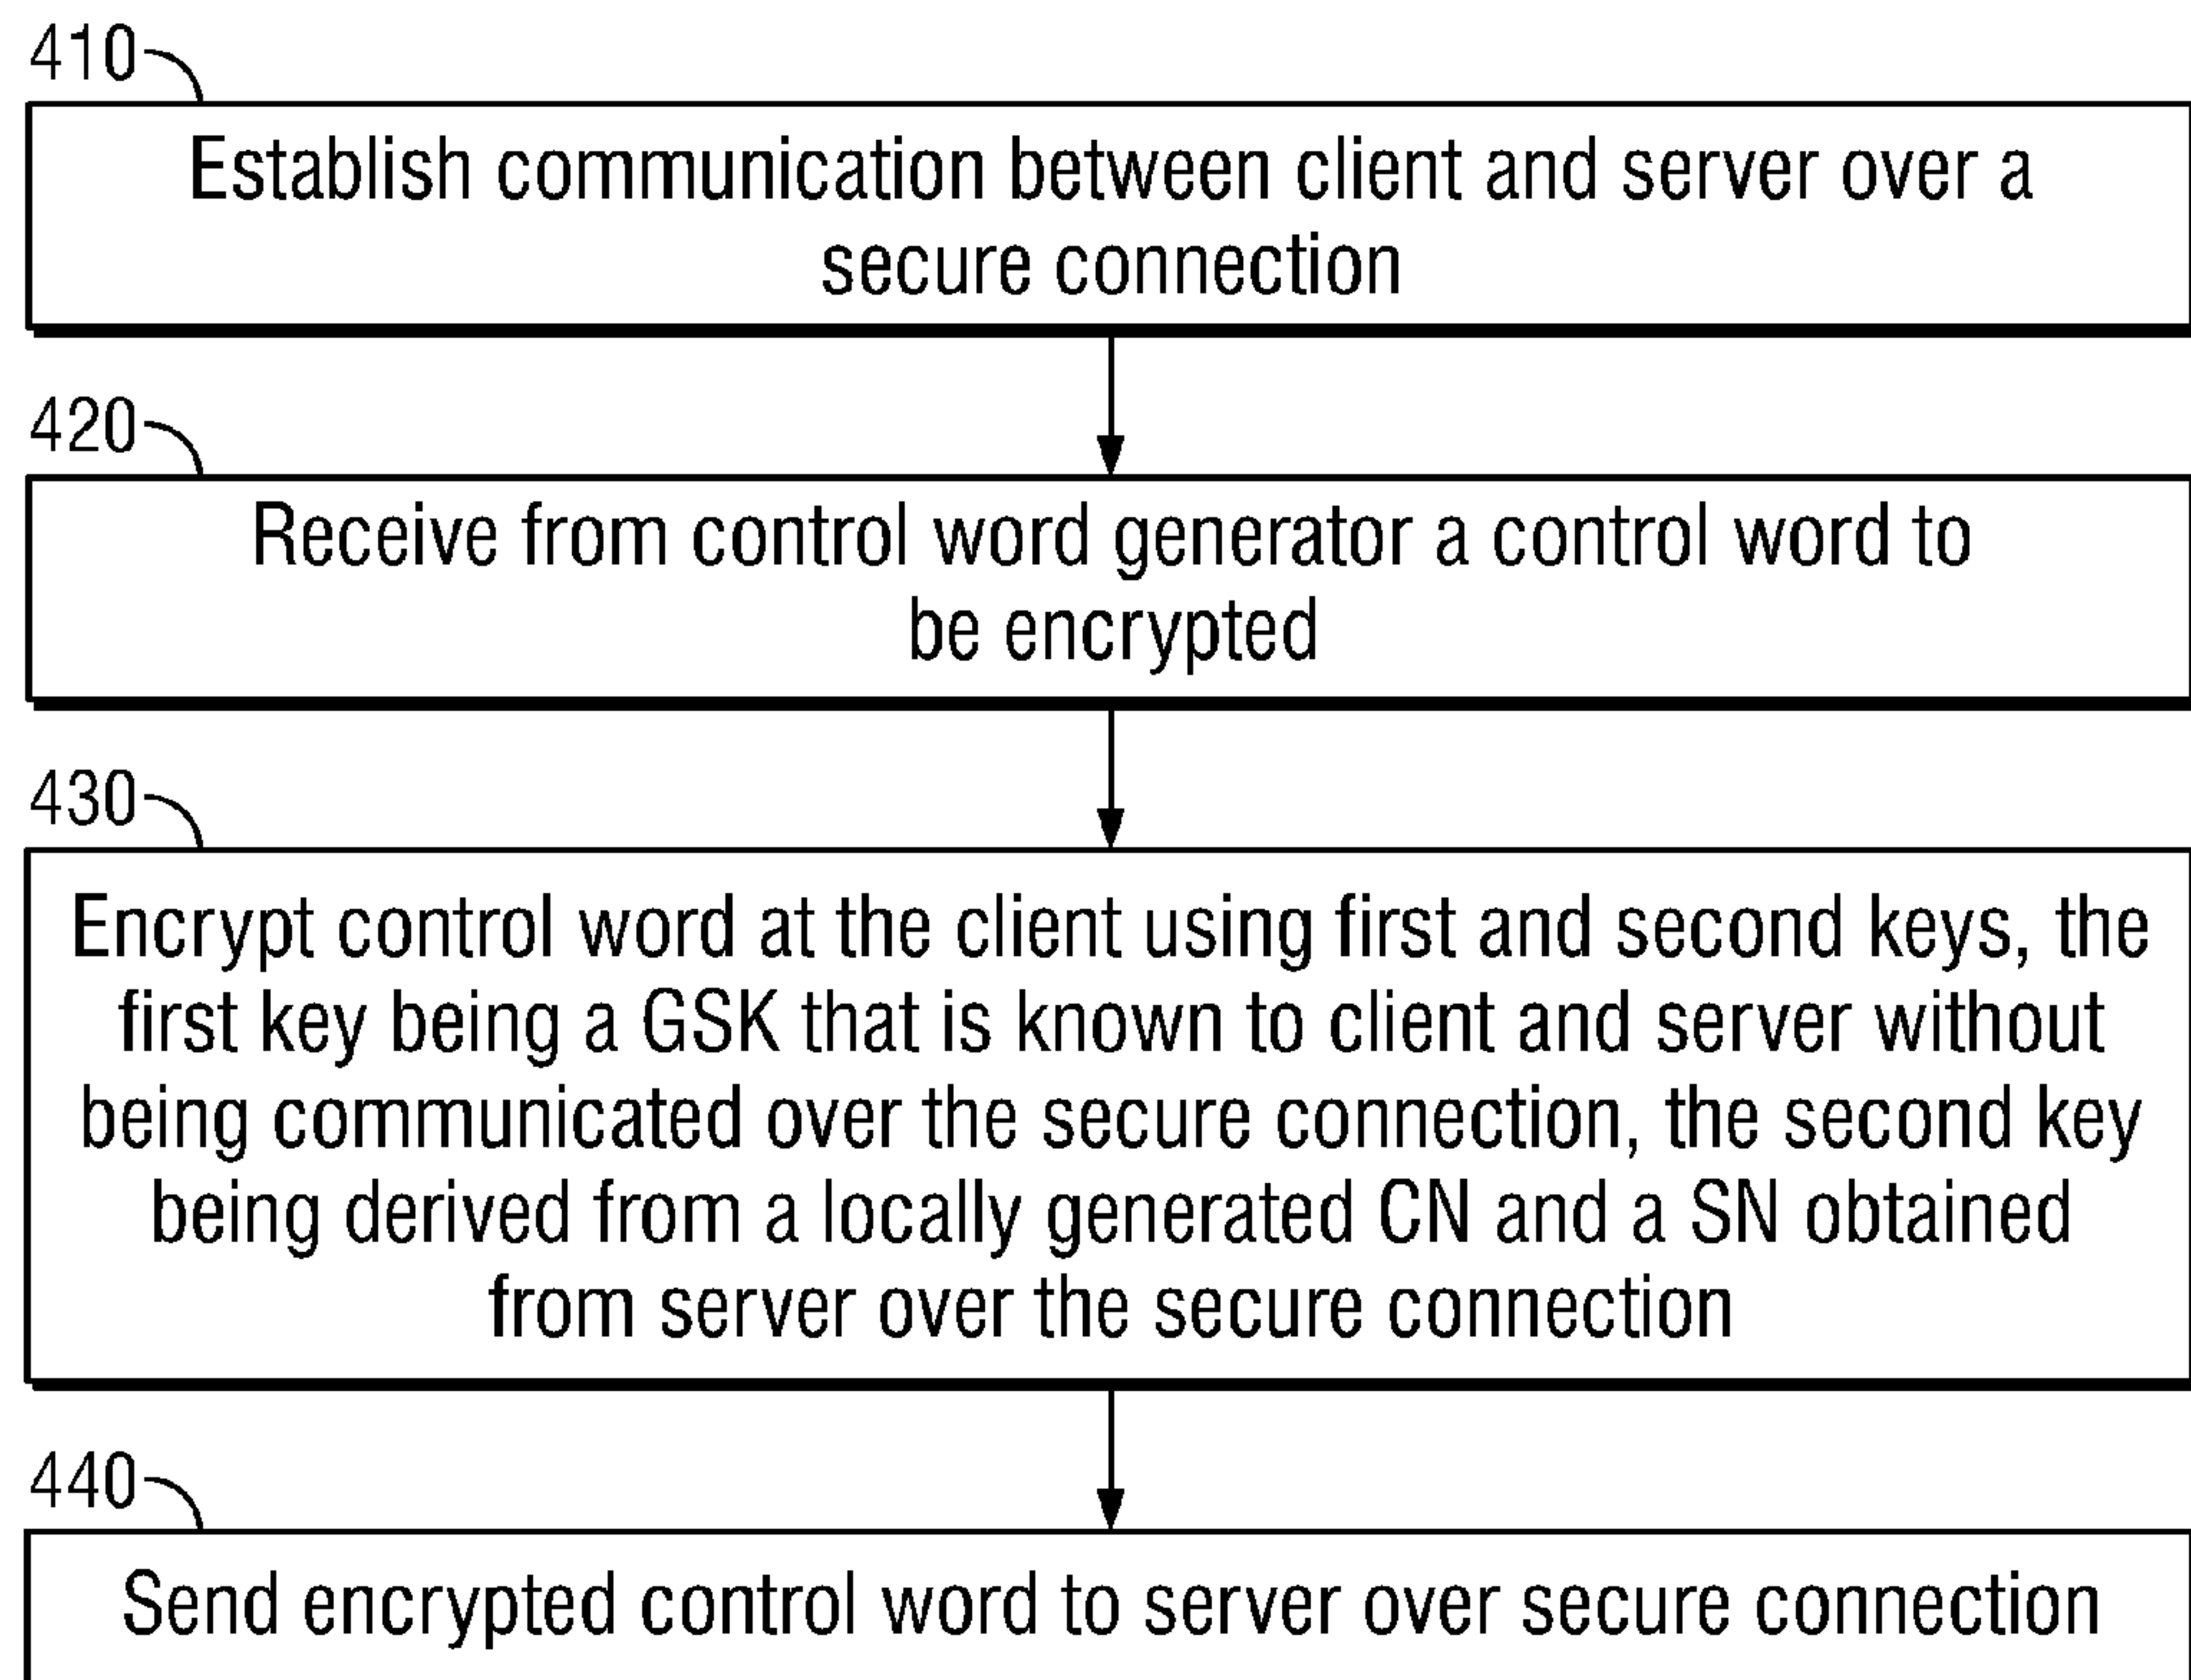 410
Establish communication between client and server over a
secure connection
420
Receive from control word generator a control word to
be encrypted
430
Encrypt control word at the client using first and second keys, the
first key being a GSK that is known to client and server without
being communicated over the secure connection, the second key
being derived from a locally generated CN and a SN obtained
from server over the secure connection
440
Send encrypted control word to server over secure connection